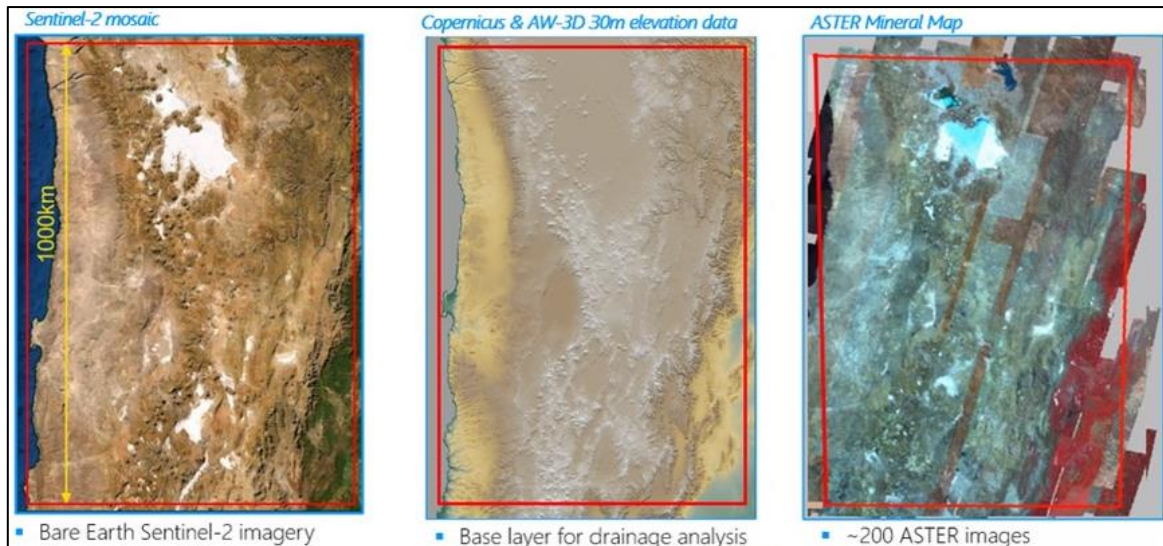 Sentinel-2 mosaic
Copernicus & AW-3D 30m elevation data
ASTER Mineral Map
1000km
▪ Bare Earth Sentinel-2 imagery
▪ Base layer for drainage analysis
▪ ~200 ASTER images